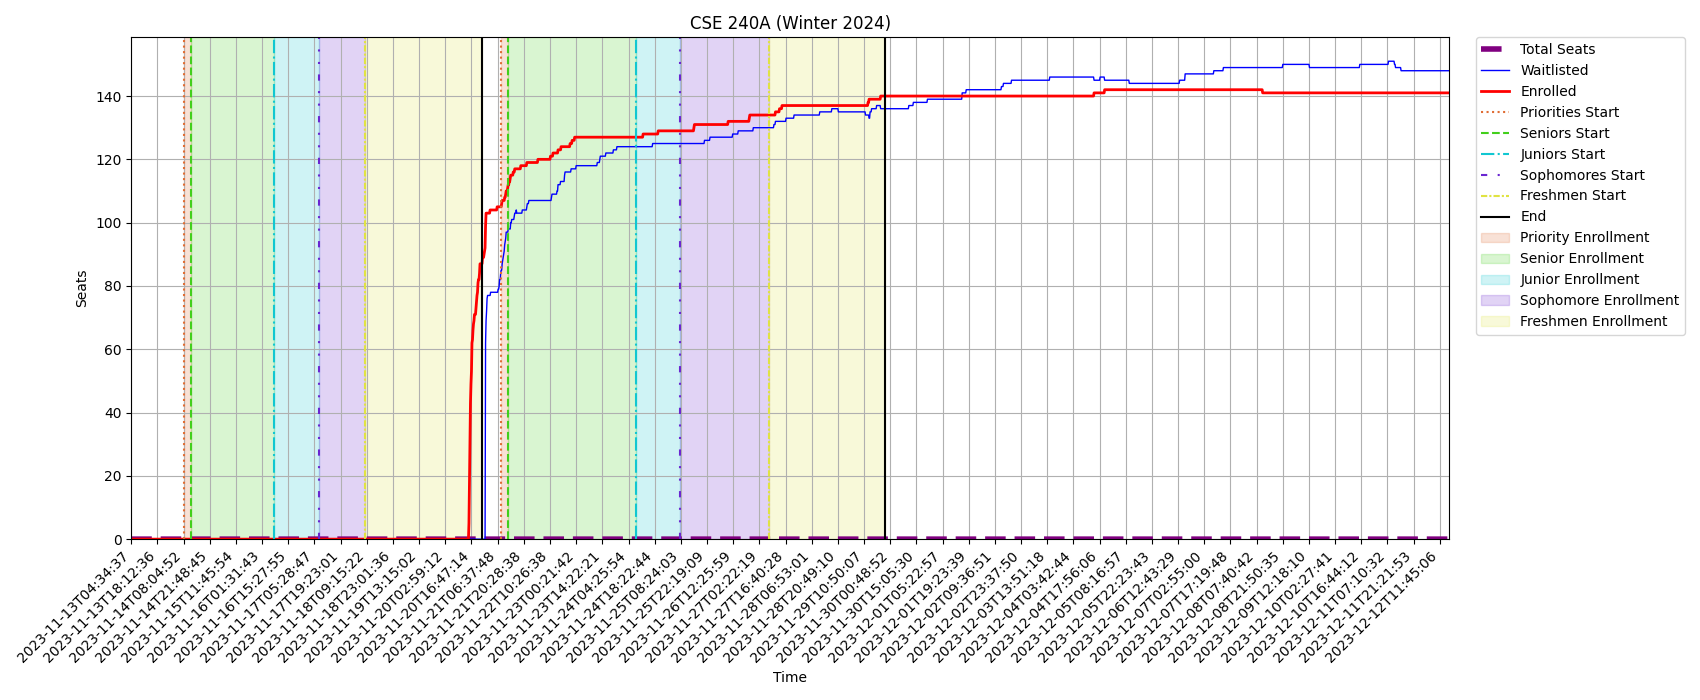 CSE 240A (Winter 2024)
Seats
140
120
100
80
60
40
20
0
2023-11-13T04:34:37
2023-11-13T18:12:36
2023-11-14T08:04:52
2023-11-14T21:48:45
2023-11-15T11:45:54
2023-11-16T01:31:43
2023-11-16T15:27:55
2023-11-17T05:28:47
2023-11-17T19:23:01
2023-11-18T09:15:22
2023-11-18T23:01:36
2023-11-19T13:15:02
2023-11-20T02:59:12
2023-11-20T16:47:14
2023-11-21T06:37:48
2023-11-21T20:28:38
2023-11-22T10:26:38
2023-11-23T00:21:42
2023-11-23T14:22:21
2023-11-24T04:25:54
2023-11-24T18:22:44
2023-11-25T08:24:03
2023-11-25T22:19:09
2023-11-26T12:25:59
2023-11-27T02:22:19
2023-11-27T16:40:28
2023-11-28T06:53:01
2023-11-28T20:49:10
2023-11-29T10:50:07
2023-11-30T00:48:52
2023-11-30T15:05:30
2023-12-01T05:22:57
2023-12-01T19:23:39
2023-12-02T09:36:51
2023-12-02T23:37:50
2023-12-03T13:51:18
2023-12-04T03:42:44
2023-12-04T17:56:06
2023-12-05T08:16:57
2023-12-05T22:23:43
2023-12-06T12:43:29
2023-12-07T02:55:00
2023-12-07T17:19:48
2023-12-08T07:40:42
2023-12-08T21:50:35
2023-12-09T12:18:10
2023-12-10T02:27:41
2023-12-10T16:44:12
2023-12-11T07:10:32
2023-12-11T21:21:53
2023-12-12T11:45:06
Time
Total Seats
Waitlisted
Enrolled
Priorities Start
Seniors Start
Juniors Start
Sophomores Start
Freshmen Start
End
Priority Enrollment
Senior Enrollment
Junior Enrollment
Sophomore Enrollment
Freshmen Enrollment